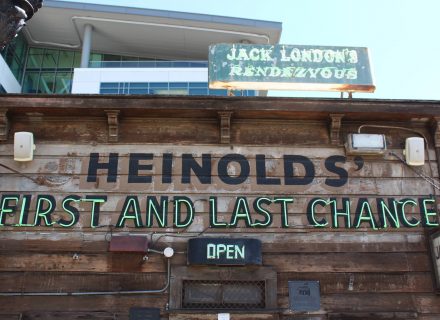 JACK LONDON'S
RENDEZVOUS
HEINOLDS'
FIRST AND LAST CHANCE
OPEN